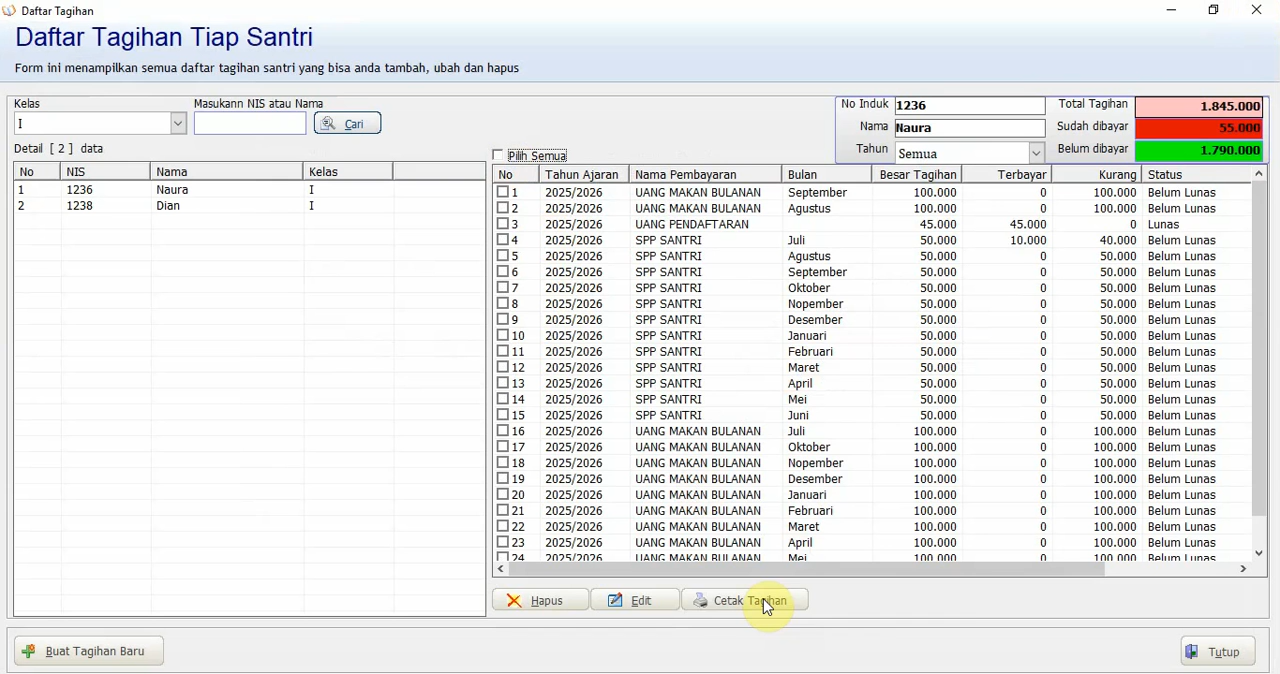 Daftar Tagihan
Daftar Tagihan Tiap Santri
Form ini menampilkan semua daftar tagihan santri yang bisa anda tambah, ubah dan hapus
Kelas
I
Masukann NIS atau Nama
Cari
Detail [ 2 ] data
No NIS Nama Kelas
1 1236 Naura I
2 1238 Dian I
No Induk 1236
Nama Naura
Tahun Semua
Total Tagihan 1.845.000
Sudah dibayar 55.000
Belum dibayar 1.790.000
Pilih Semua
No Tahun Ajaran Nama Pembayaran Bulan Besar Tagihan Terbayar Kurang Status
1 2025/2026 UANG MAKAN BULANAN September 100.000 0 100.000 Belum Lunas
2 2025/2026 UANG MAKAN BULANAN Agustus 100.000 0 100.000 Belum Lunas
3 2025/2026 UANG PENDAFTARAN 45.000 45.000 0 Lunas
4 2025/2026 SPP SANTRI Juli 50.000 10.000 40.000 Belum Lunas
5 2025/2026 SPP SANTRI Agustus 50.000 0 50.000 Belum Lunas
6 2025/2026 SPP SANTRI September 50.000 0 50.000 Belum Lunas
7 2025/2026 SPP SANTRI Oktober 50.000 0 50.000 Belum Lunas
8 2025/2026 SPP SANTRI Nopember 50.000 0 50.000 Belum Lunas
9 2025/2026 SPP SANTRI Desember 50.000 0 50.000 Belum Lunas
10 2025/2026 SPP SANTRI Januari 50.000 0 50.000 Belum Lunas
11 2025/2026 SPP SANTRI Februari 50.000 0 50.000 Belum Lunas
12 2025/2026 SPP SANTRI Maret 50.000 0 50.000 Belum Lunas
13 2025/2026 SPP SANTRI April 50.000 0 50.000 Belum Lunas
14 2025/2026 SPP SANTRI Mei 50.000 0 50.000 Belum Lunas
15 2025/2026 SPP SANTRI Juni 50.000 0 50.000 Belum Lunas
16 2025/2026 UANG MAKAN BULANAN Juli 100.000 0 100.000 Belum Lunas
17 2025/2026 UANG MAKAN BULANAN Oktober 100.000 0 100.000 Belum Lunas
18 2025/2026 UANG MAKAN BULANAN Nopember 100.000 0 100.000 Belum Lunas
19 2025/2026 UANG MAKAN BULANAN Desember 100.000 0 100.000 Belum Lunas
20 2025/2026 UANG MAKAN BULANAN Januari 100.000 0 100.000 Belum Lunas
21 2025/2026 UANG MAKAN BULANAN Februari 100.000 0 100.000 Belum Lunas
22 2025/2026 UANG MAKAN BULANAN Maret 100.000 0 100.000 Belum Lunas
23 2025/2026 UANG MAKAN BULANAN April 100.000 0 100.000 Belum Lunas
24 2025/2026 UANG MAKAN BULANAN Mei 100.000 0 100.000 Belum Lunas
Hapus
Edit
Cetak Tagihan
Buat Tagihan Baru
Tutup